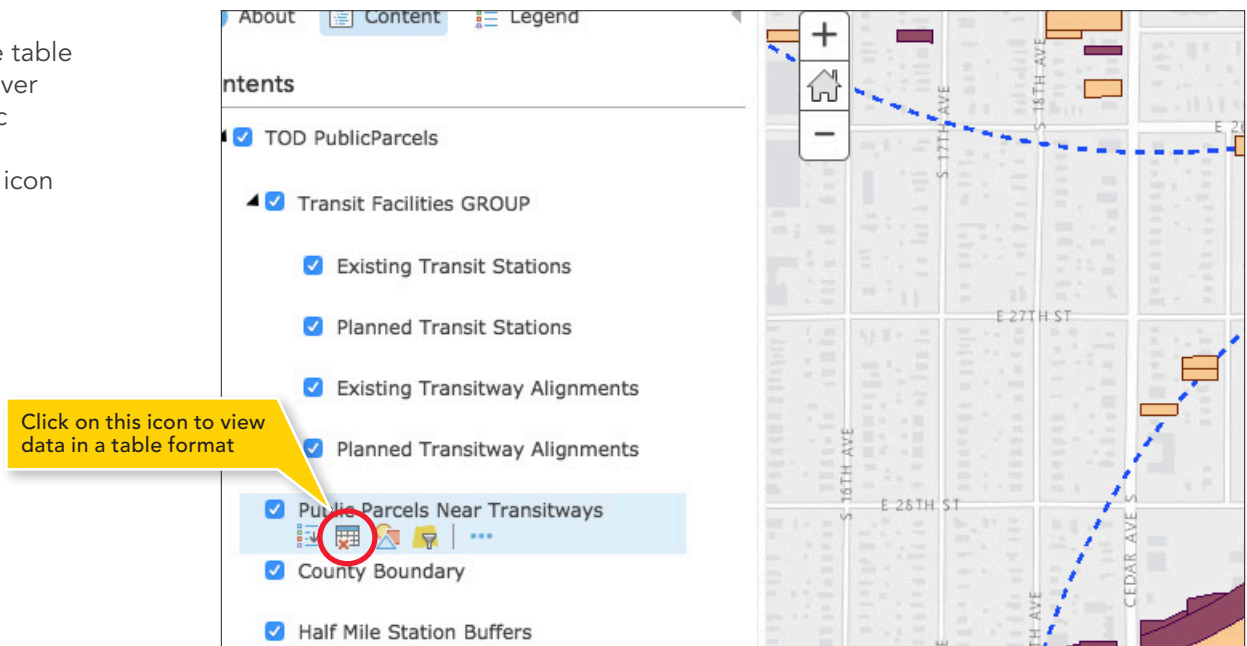 e table
ver
c
icon
About
Content
Legend
ntents
TOD PublicParcels
Transit Facilities GROUP
Existing Transit Stations
Planned Transit Stations
Existing Transitway Alignments
Planned Transitway Alignments
Public Parcels Near Transitways
County Boundary
Half Mile Station Buffers
Click on this icon to view
data in a table format
+
−
S 17TH AVE
S 18TH AVE
E 26
E 27TH ST
S 16TH AVE
E 28TH ST
CEDAR AVE S
TH AVE